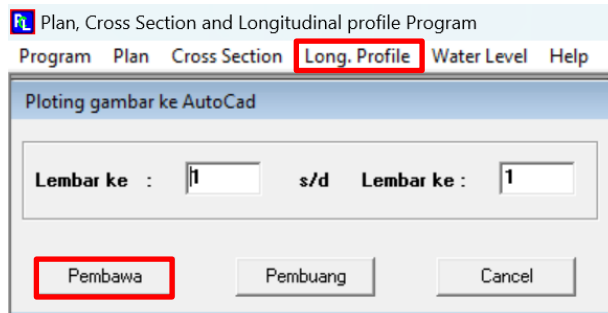 PCL Plan, Cross Section and Longitudinal profile Program
Program Plan Cross Section Long. Profile Water Level Help
Ploting gambar ke AutoCad
Lembar ke : 1 s/d Lembar ke : 1
Pembawa Pembuang Cancel